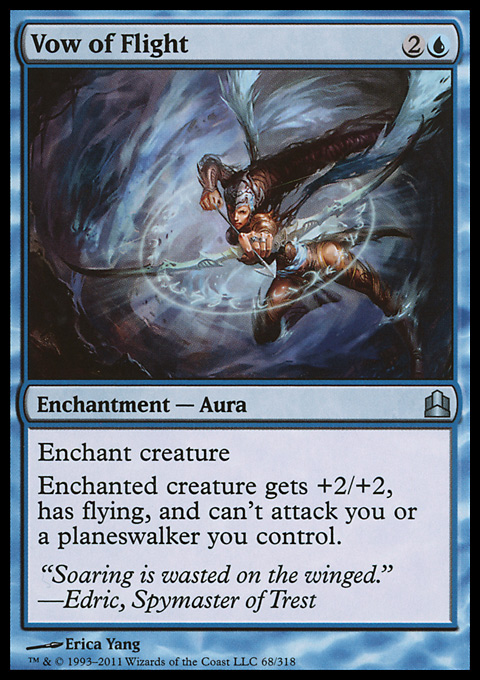 Vow of Flight 2
Enchantment — Aura
Enchant creature
Enchanted creature gets +2/+2,
has flying, and can't attack you or
a planeswalker you control.
"Soaring is wasted on the winged."
—Edric, Spymaster of Trest
Erica Yang
™ & © 1993–2011 Wizards of the Coast LLC 68/318